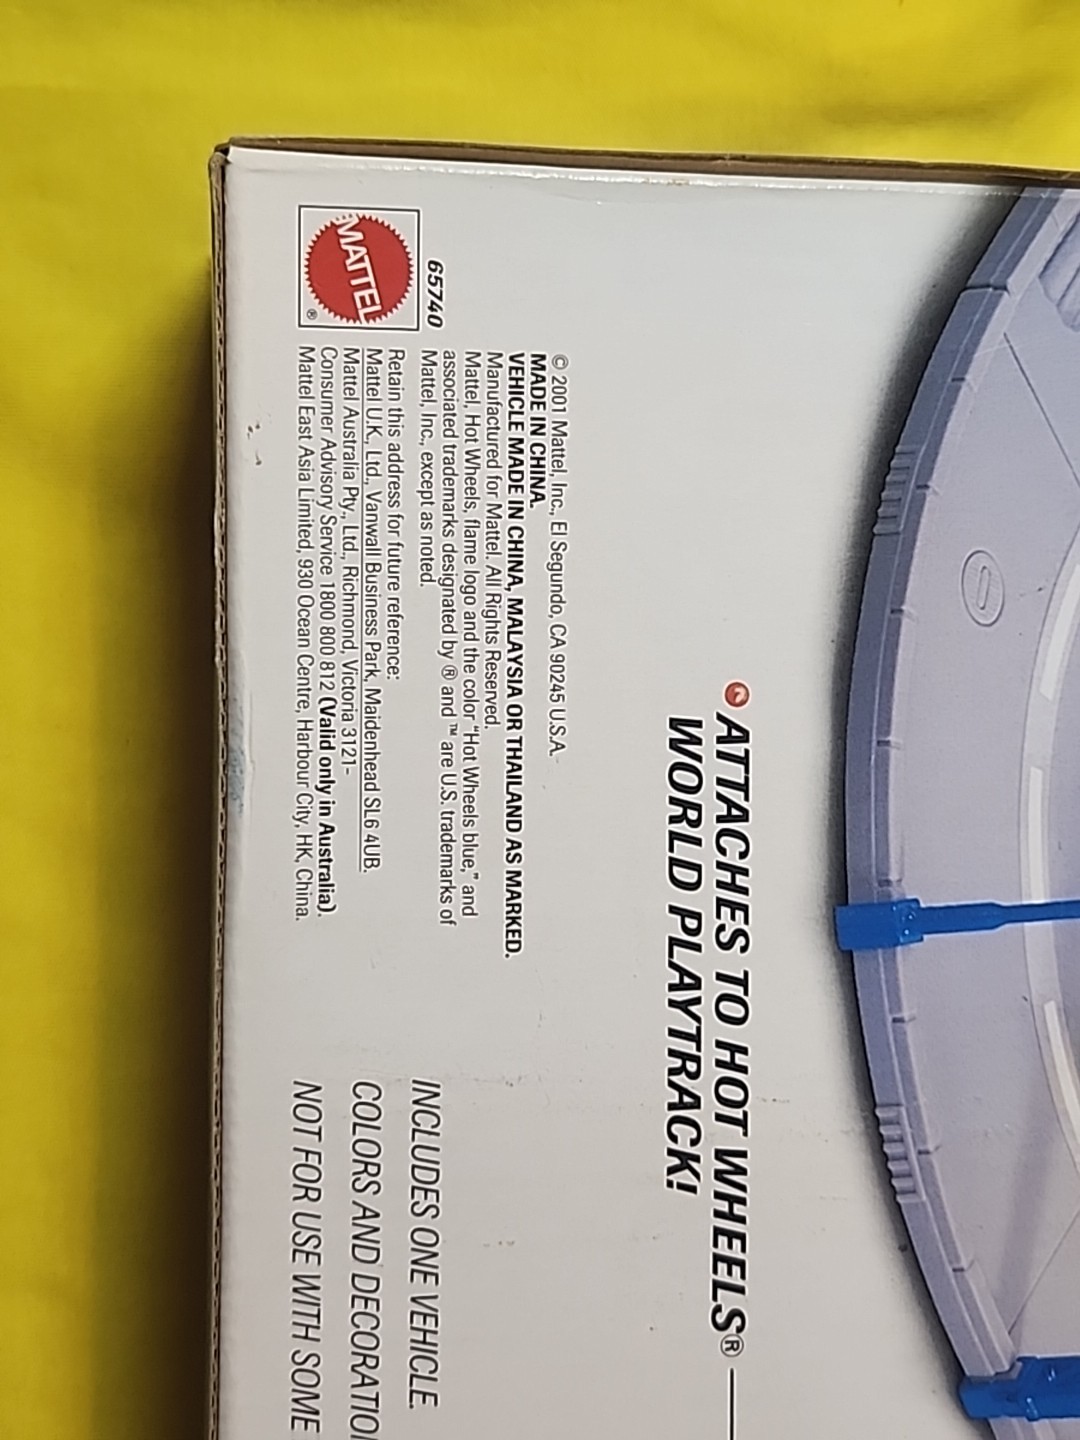 ATTACHES TO HOT WHEELS®
WORLD PLAYTRACK!
© 2001 Mattel, Inc., El Segundo, CA 90245 U.S.A.
MADE IN CHINA.
VEHICLE MADE IN CHINA, MALAYSIA OR THAILAND AS MARKED.
Manufactured for Mattel. All Rights Reserved.
Mattel, Hot Wheels, flame logo and the color "Hot Wheels blue," and
associated trademarks designated by ® and ™ are U.S. trademarks of
Mattel, Inc., except as noted.
65740
MATTEL®
Retain this address for future reference:
Mattel U.K., Ltd., Vanwall Business Park, Maidenhead SL6 4UB.
Mattel Australia Pty., Ltd., Richmond, Victoria 3121-
Consumer Advisory Service 1800 800 812 (Valid only in Australia).
Mattel East Asia Limited, 930 Ocean Centre, Harbour City, HK, China.
INCLUDES ONE VEHICLE.
COLORS AND DECORATIO
NOT FOR USE WITH SOME